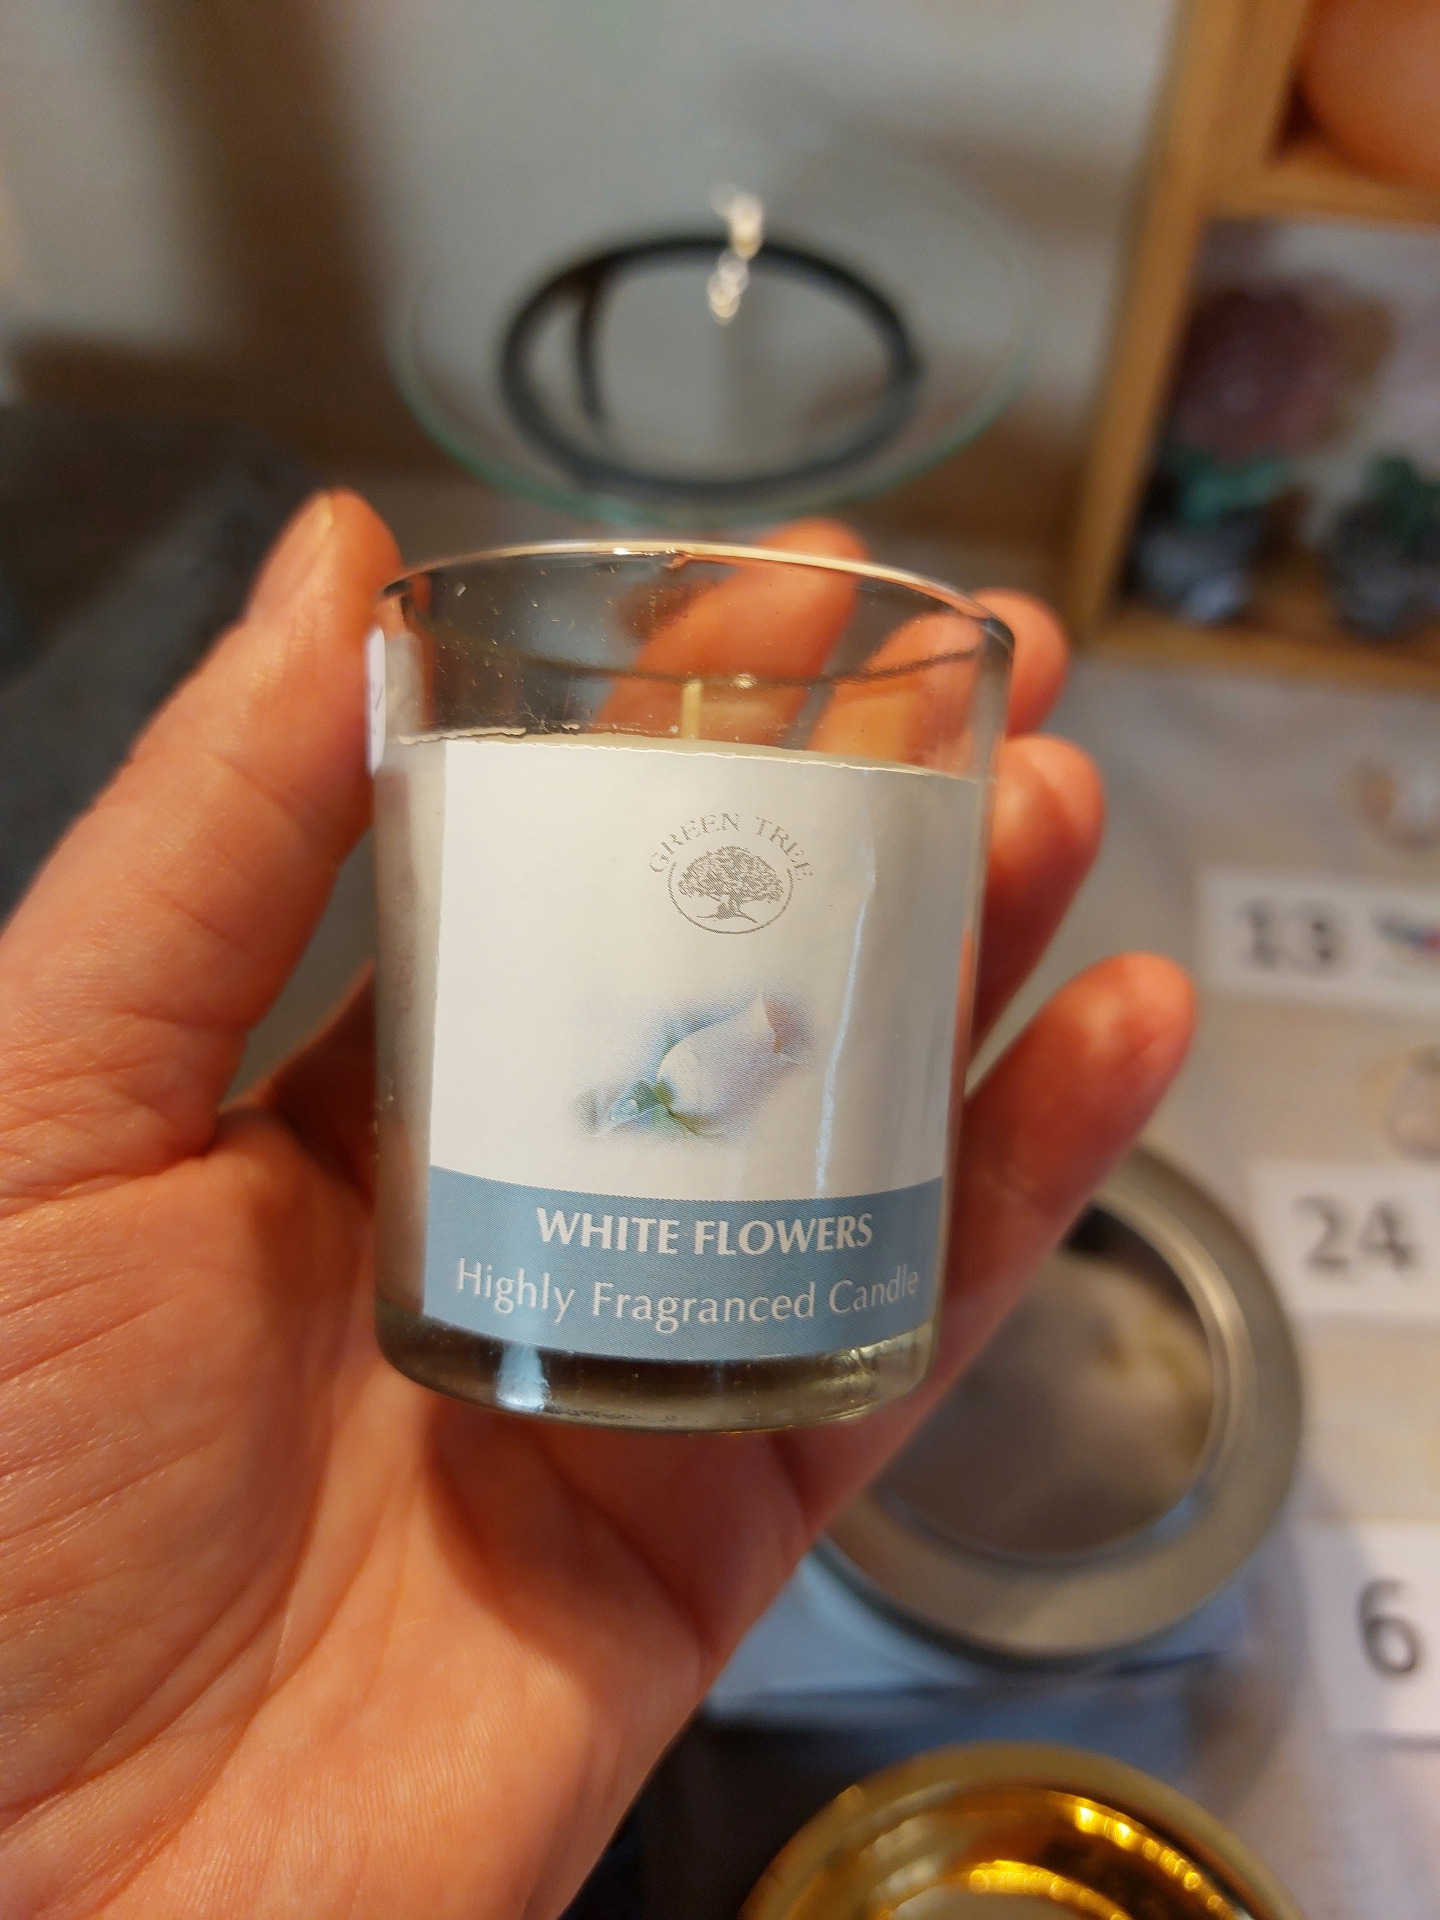 GREEN TREE
WHITE FLOWERS
Highly Fragranced Candle
13
24
6